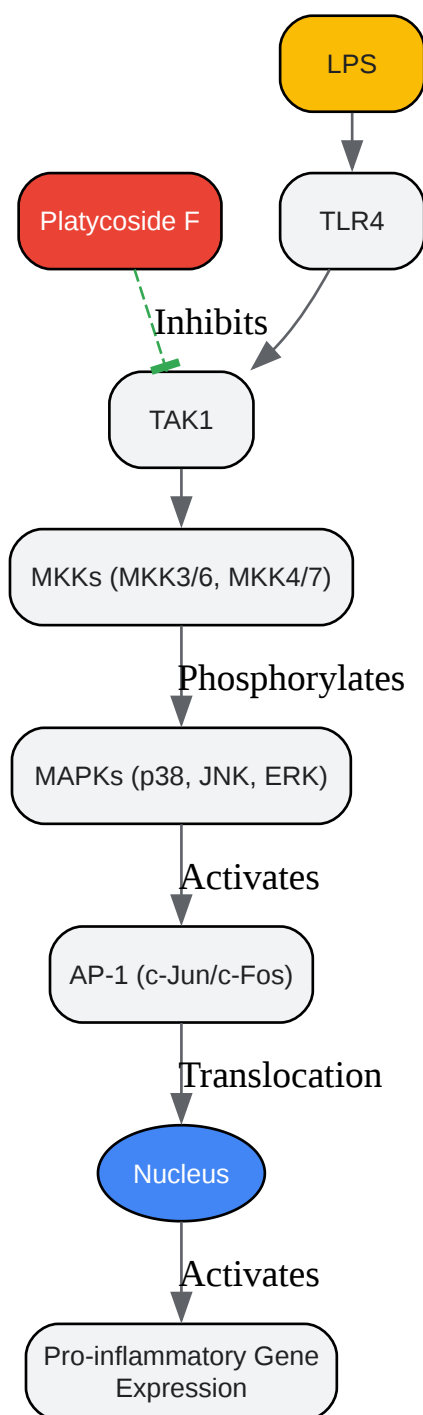 LPS
Platycoside F
TLR4
Inhibits
TAK1
MKKs (MKK3/6, MKK4/7)
Phosphorylates
MAPKs (p38, JNK, ERK)
Activates
AP-1 (c-Jun/c-Fos)
Translocation
Nucleus
Activates
Pro-inflammatory Gene
Expression